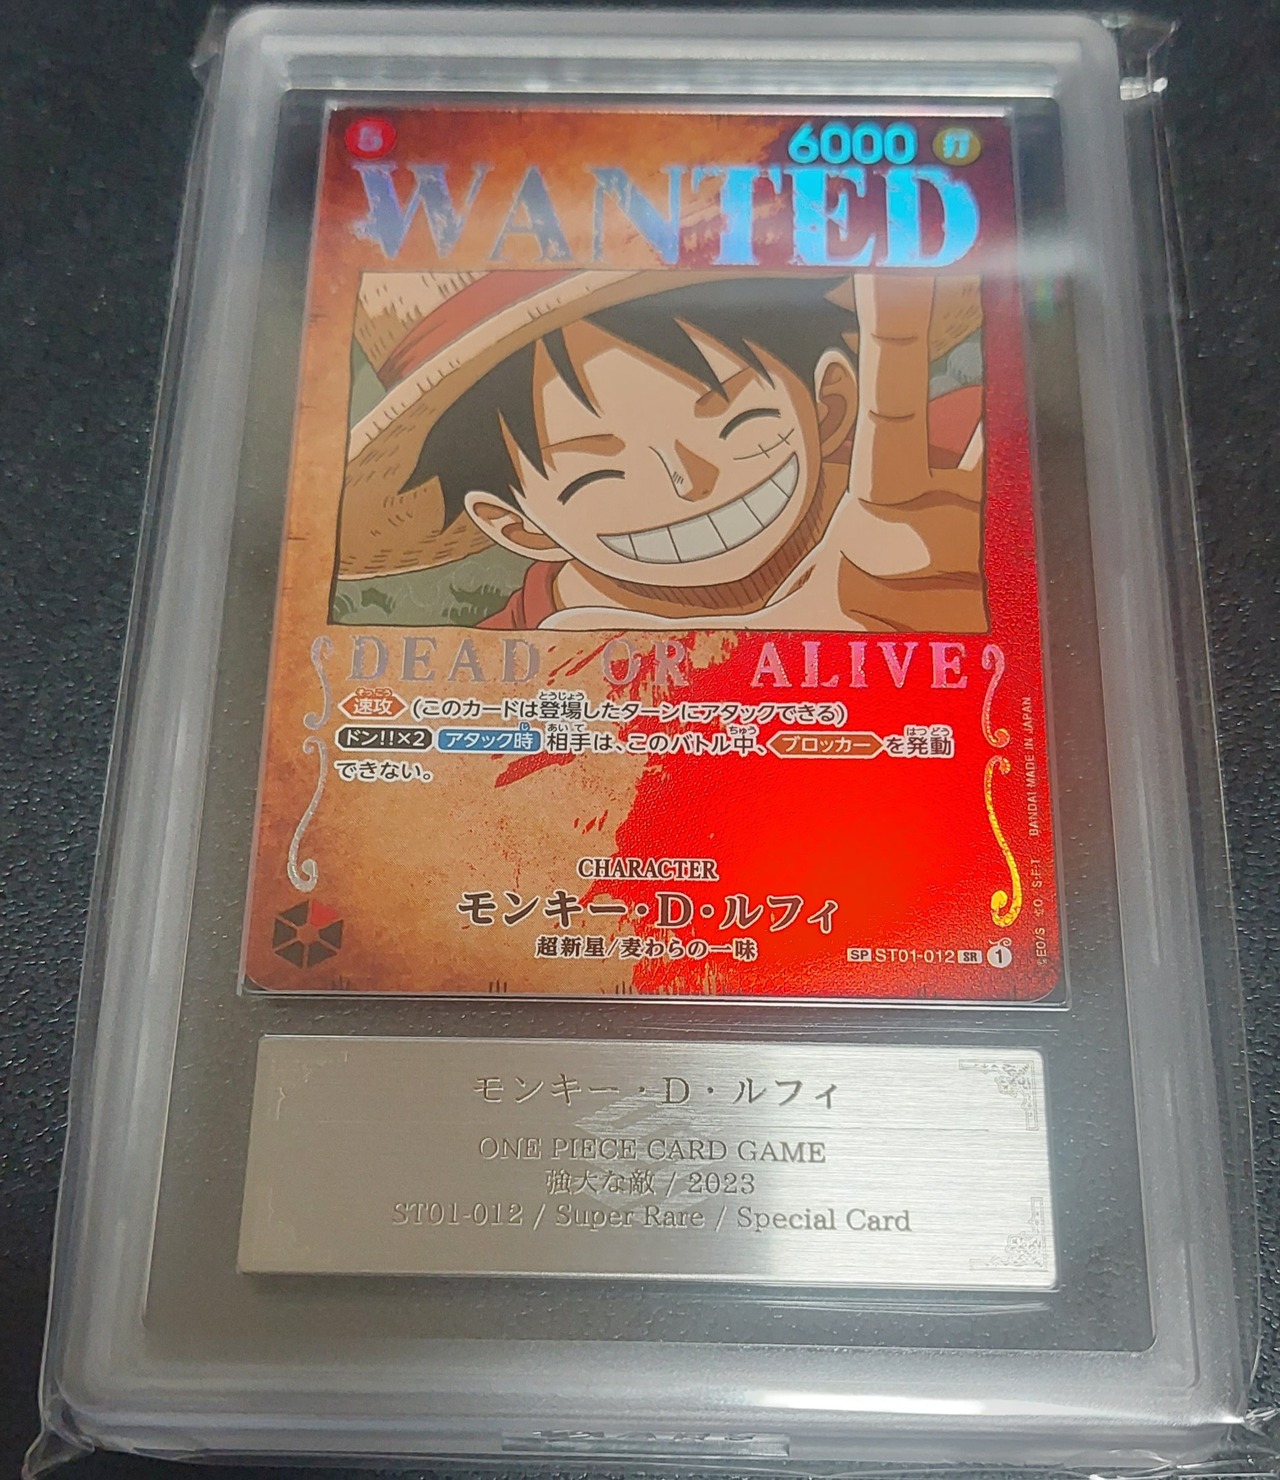 5 6000 打
WANTED
DEAD OR ALIVE
速攻 (このカードは登場したターンにアタックできる)
ドン!!×2 アタック時 相手は、このバトル中、ブロッカーを発動
できない。
CHARACTER
モンキー・D・ルフィ
超新星/麦わらの一味
SP ST01-012 SR 1
BANDAI MADE IN JAPAN
モンキー・D・ルフィ
ONE PIECE CARD GAME
強大な敵 / 2023
ST01-012 / Super Rare / Special Card